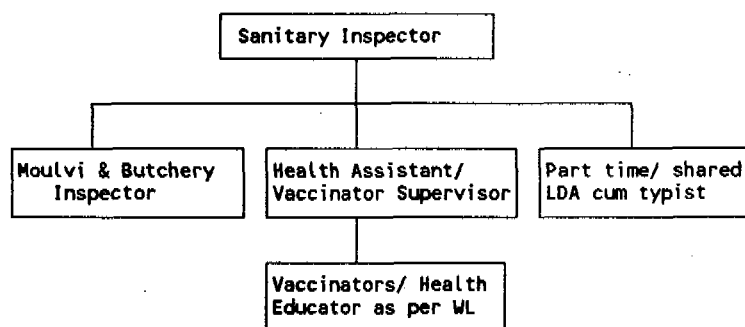 Sanitary Inspector
Moulvi & Butchery
Inspector
Health Assistant/
Vaccinator Supervisor
Part time/ shared
LDA cum typist
Vaccinators/ Health
Educator as per WL